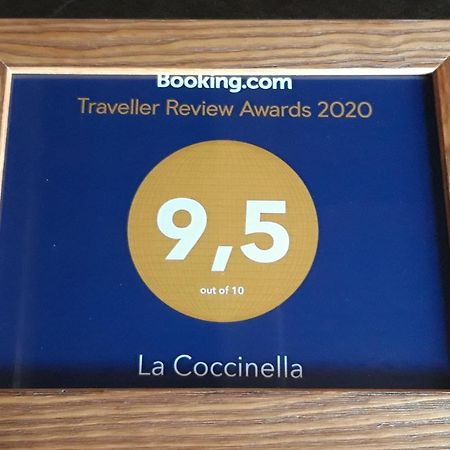 Booking.com
Traveller Review Awards 2020
9,5
out of 10
La Coccinella